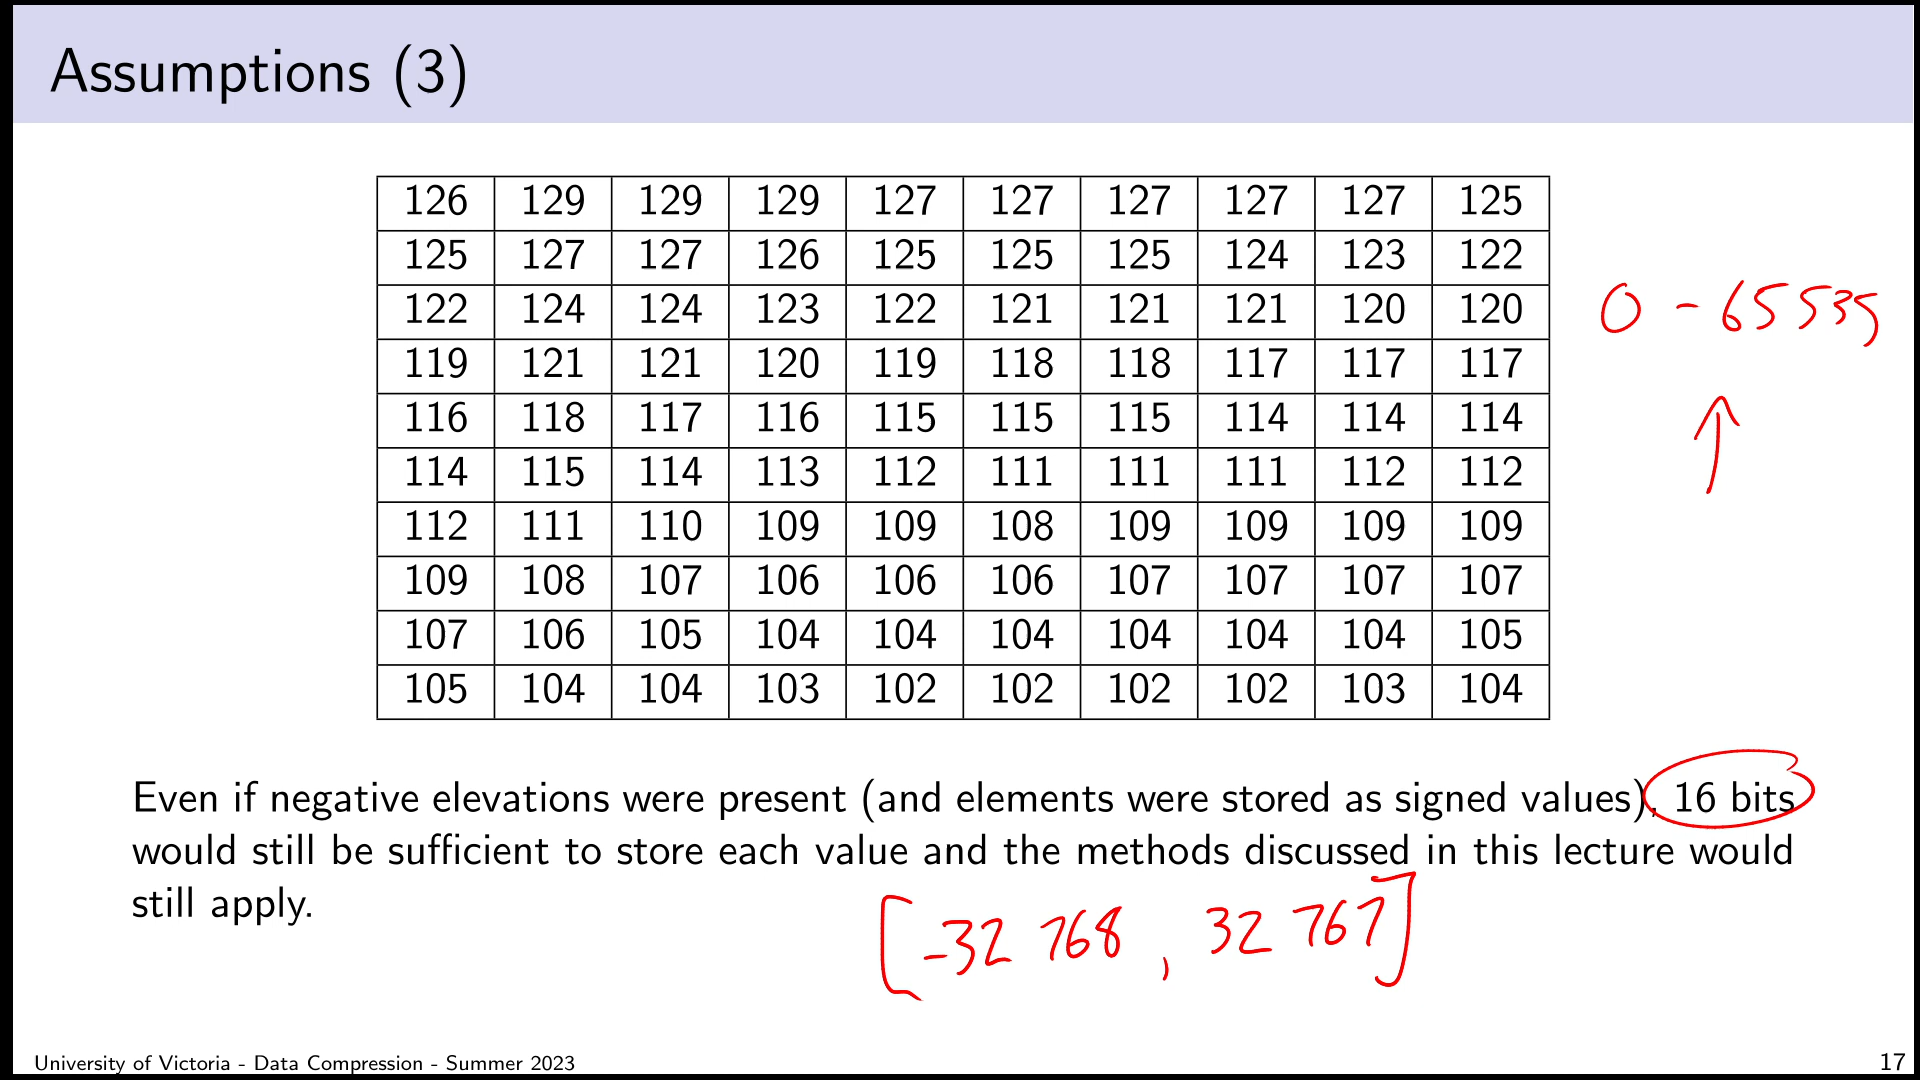 Assumptions (3)
126 129 129 129 127 127 127 127 127 125
125 127 127 126 125 125 125 124 123 122
122 124 124 123 122 121 121 121 120 120
0 - 65535
119 121 121 120 119 118 118 117 117 117
116 118 117 116 115 115 115 114 114 114
114 115 114 113 112 111 111 111 112 112
112 111 110 109 109 108 109 109 109 109
109 108 107 106 106 106 107 107 107 107
107 106 105 104 104 104 104 104 104 105
105 104 104 103 102 102 102 102 103 104
Even if negative elevations were present (and elements were stored as signed values), 16 bits
would still be sufficient to store each value and the methods discussed in this lecture would
still apply.
[-32 768, 32 767]
University of Victoria - Data Compression - Summer 2023
17